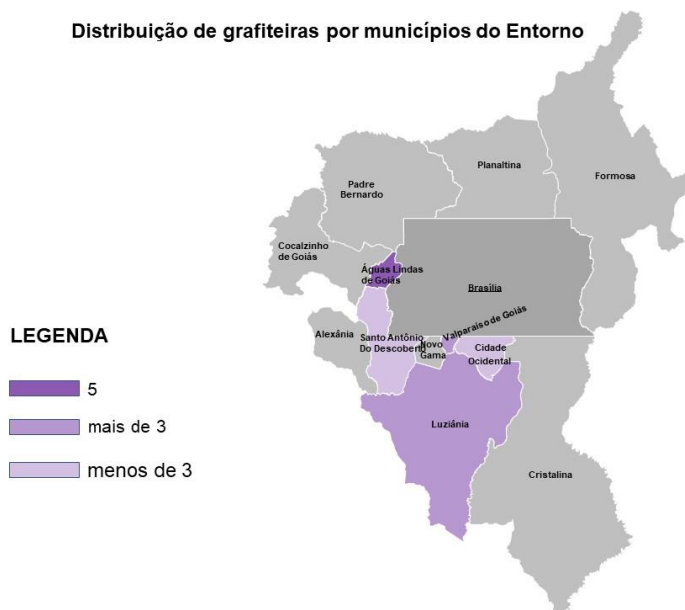 Distribuição de grafiteiras por municípios do Entorno
Planaltina
Formosa
Padre
Bernardo
Cocalzinho
de Goiás
Águas Lindas
de Goiás
Brasília
Valparaiso de Goiás
Alexânia
Santo Antônio
Do Descoberto
Novo
Gama
Cidade
Ocidental
Luziânia
Cristalina
LEGENDA
5
mais de 3
menos de 3